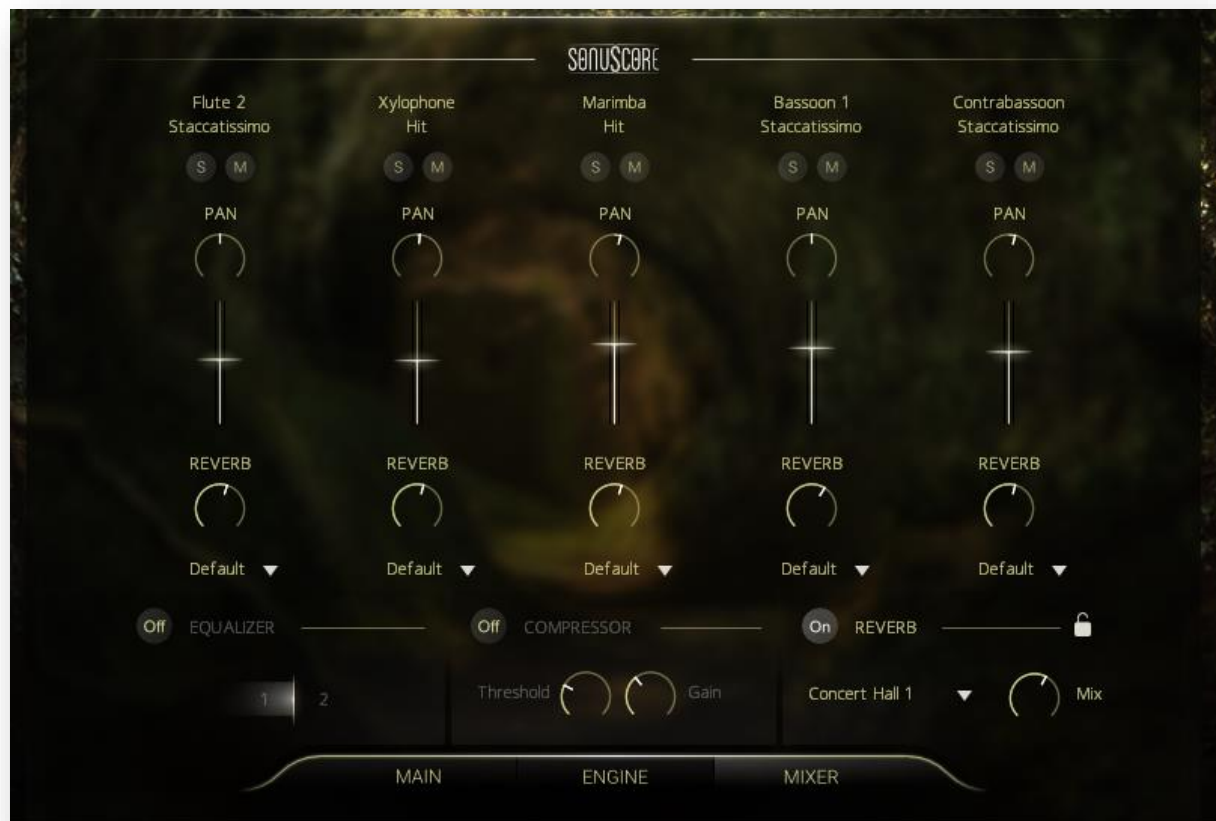 SONUSCORE
Flute 2
Staccatissimo
Xylophone
Hit
Marimba
Hit
Bassoon 1
Staccatissimo
Contrabassoon
Staccatissimo
S M S M S M S M S M
PAN PAN PAN PAN PAN
REVERB REVERB REVERB REVERB REVERB
Default Default Default Default Default
Off EQUALIZER Off COMPRESSOR On REVERB
1 2 Threshold Gain Concert Hall 1 Mix
MAIN ENGINE MIXER